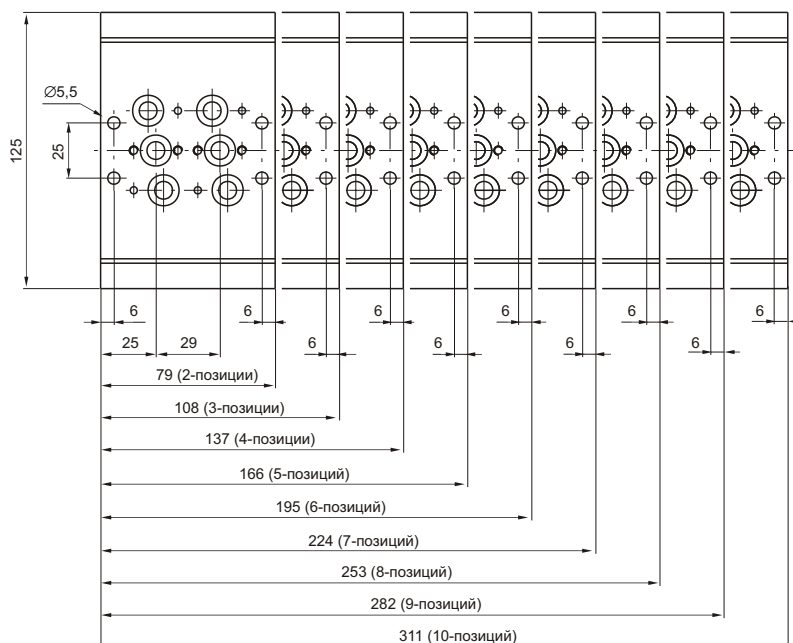 Ø5,5
125
25
6
6
6
6
6
6
25
29
6
6
6
6
79 (2-позиции)
108 (3-позиции)
137 (4-позиции)
166 (5-позиций)
195 (6-позиций)
224 (7-позиций)
253 (8-позиций)
282 (9-позиций)
311 (10-позиций)